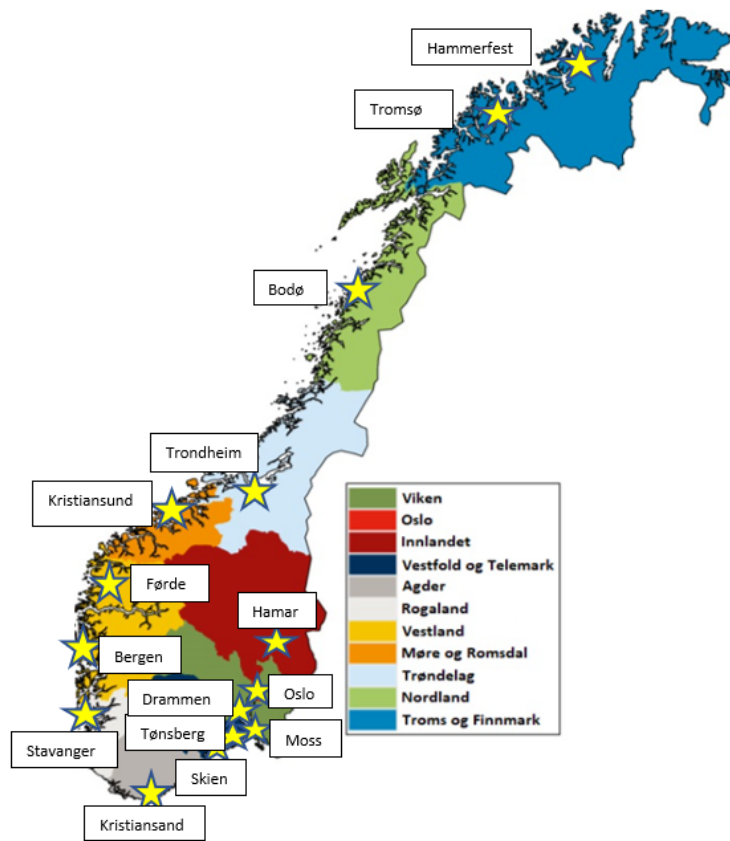 Hammerfest
Tromsø
Bodø
Trondheim
Kristiansund
Førde
Hamar
Bergen
Drammen
Oslo
Tønsberg
Moss
Stavanger
Skien
Kristiansand
Viken
Oslo
Innlandet
Vestfold og Telemark
Agder
Rogaland
Vestland
Møre og Romsdal
Trøndelag
Nordland
Troms og Finnmark